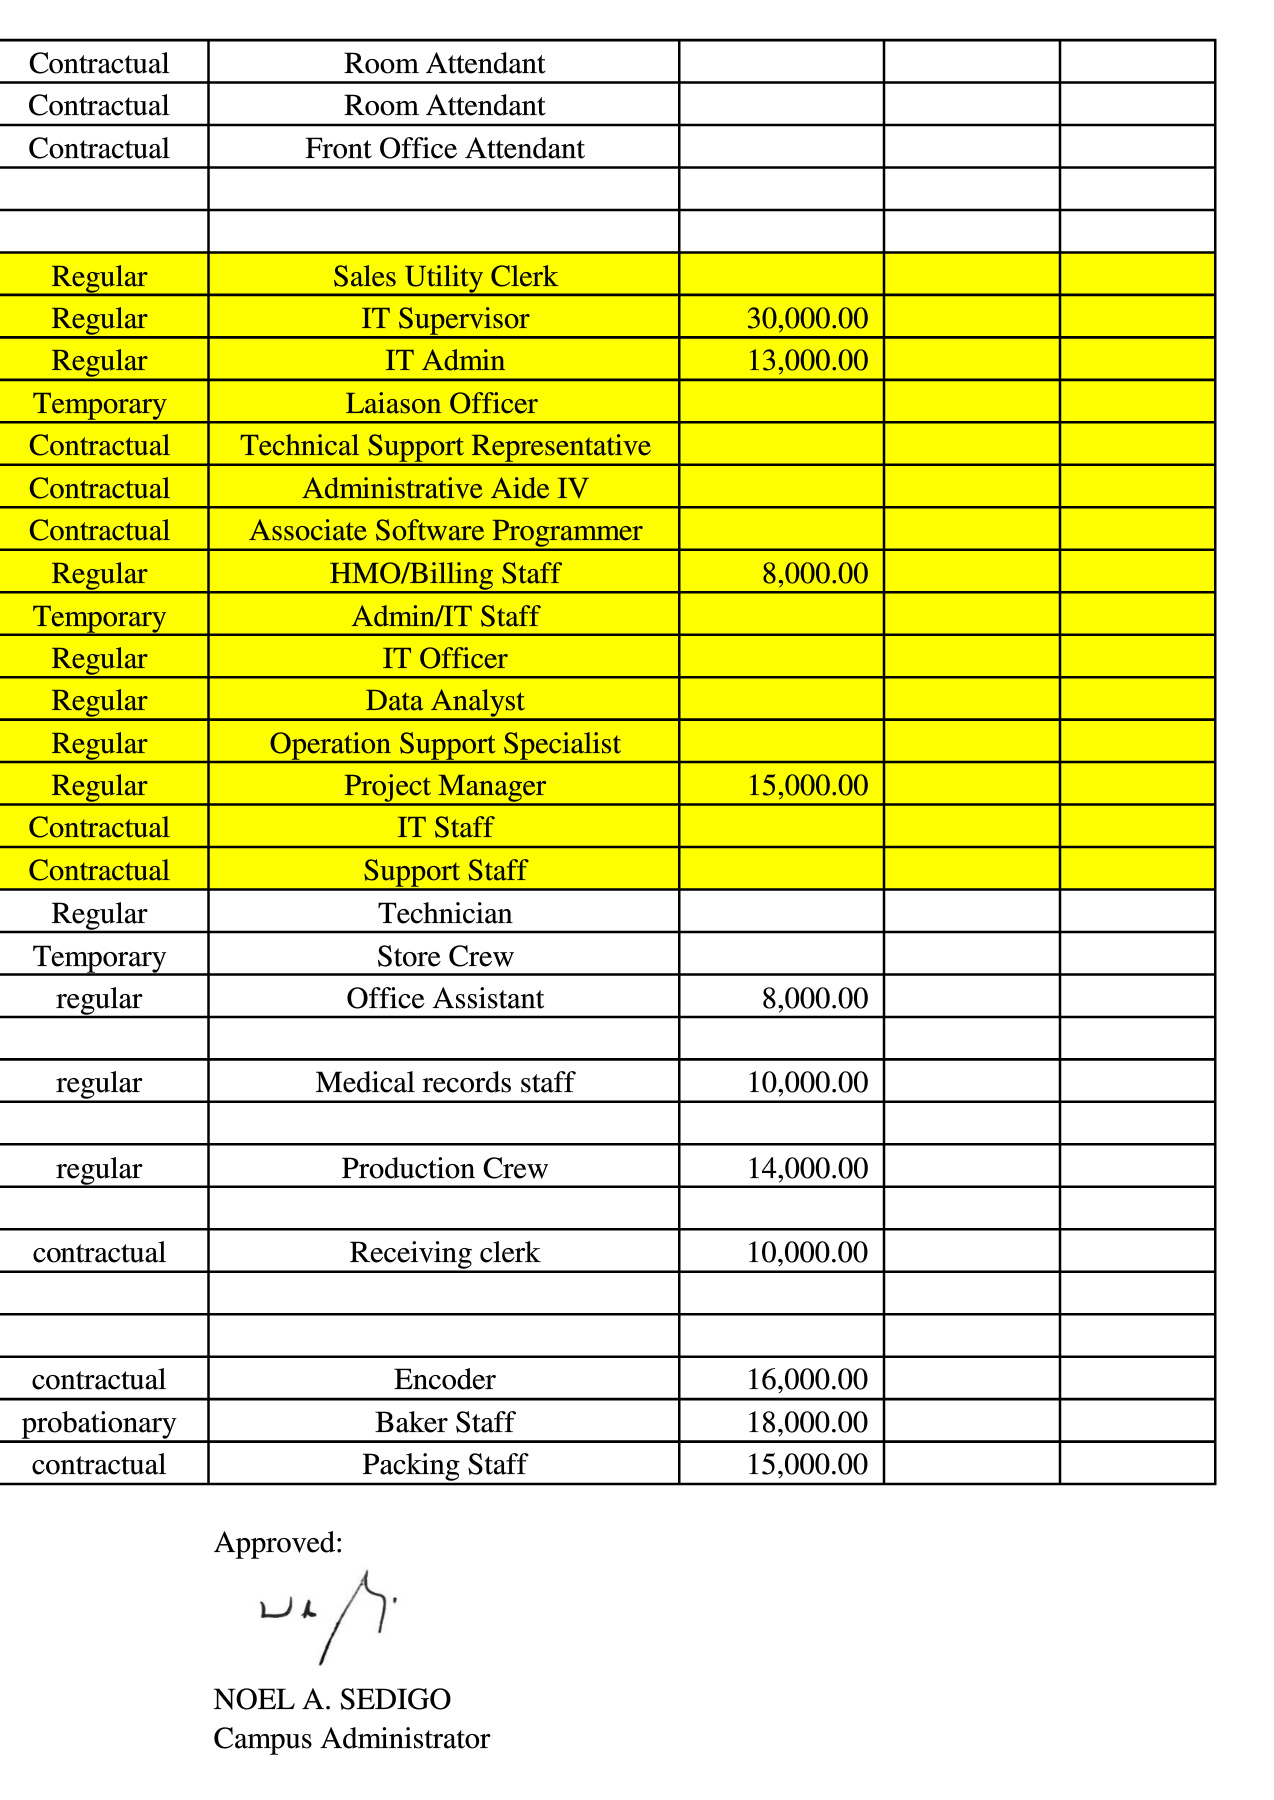 Contractual Room Attendant
Contractual Room Attendant
Contractual Front Office Attendant
Regular Sales Utility Clerk
Regular IT Supervisor 30,000.00
Regular IT Admin 13,000.00
Temporary Laiason Officer
Contractual Technical Support Representative
Contractual Administrative Aide IV
Contractual Associate Software Programmer
Regular HMO/Billing Staff 8,000.00
Temporary Admin/IT Staff
Regular IT Officer
Regular Data Analyst
Regular Operation Support Specialist
Regular Project Manager 15,000.00
Contractual IT Staff
Contractual Support Staff
Regular Technician
Temporary Store Crew
regular Office Assistant 8,000.00
regular Medical records staff 10,000.00
regular Production Crew 14,000.00
contractual Receiving clerk 10,000.00
contractual Encoder 16,000.00
probationary Baker Staff 18,000.00
contractual Packing Staff 15,000.00
Approved:
NOEL A. SEDIGO
Campus Administrator